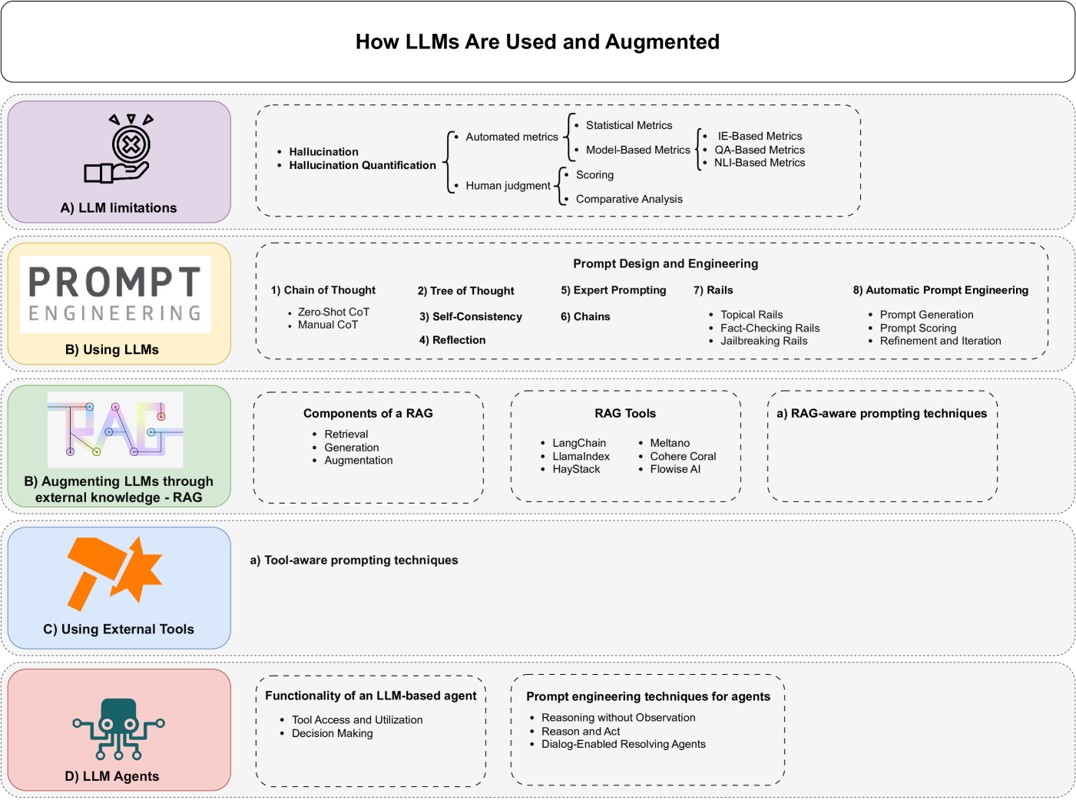 How LLMs Are Used and Augmented
A) LLM limitations
• Hallucination
• Hallucination Quantification
• Automated metrics
• Statistical Metrics
• Model-Based Metrics
• IE-Based Metrics
• QA-Based Metrics
• NLI-Based Metrics
• Human judgment
• Scoring
• Comparative Analysis
PROMPT
ENGINEERING
B) Using LLMs
Prompt Design and Engineering
1) Chain of Thought
• Zero-Shot CoT
• Manual CoT
2) Tree of Thought
3) Self-Consistency
4) Reflection
5) Expert Prompting
6) Chains
7) Rails
• Topical Rails
• Fact-Checking Rails
• Jailbreaking Rails
8) Automatic Prompt Engineering
• Prompt Generation
• Prompt Scoring
• Refinement and Iteration
RAG
B) Augmenting LLMs through
external knowledge - RAG
Components of a RAG
• Retrieval
• Generation
• Augmentation
RAG Tools
• LangChain
• LlamaIndex
• HayStack
• Meltano
• Cohere Coral
• Flowise AI
a) RAG-aware prompting techniques
C) Using External Tools
a) Tool-aware prompting techniques
D) LLM Agents
Functionality of an LLM-based agent
• Tool Access and Utilization
• Decision Making
Prompt engineering techniques for agents
• Reasoning without Observation
• Reason and Act
• Dialog-Enabled Resolving Agents